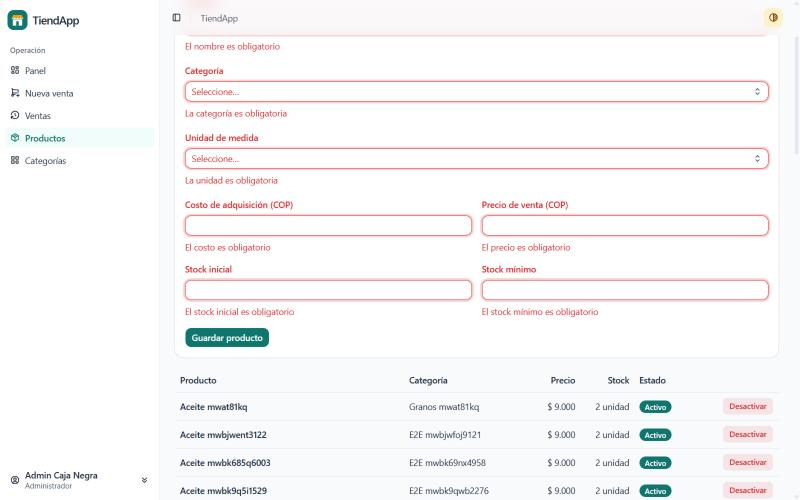 TiendApp
TiendApp
Operación
Panel
Nueva venta
Ventas
Productos
Categorías
El nombre es obligatorio
Categoría
Seleccione...
La categoría es obligatoria
Unidad de medida
Seleccione...
La unidad es obligatoria
Costo de adquisición (COP) Precio de venta (COP)
El costo es obligatorio El precio es obligatorio
Stock inicial Stock mínimo
El stock inicial es obligatorio El stock mínimo es obligatorio
Guardar producto
Producto Categoría Precio Stock Estado
Aceite mwat81kq Granos mwat81kq $ 9.000 2 unidad Activo Desactivar
Aceite mwbjwent3122 E2E mwbjwfoj9121 $ 9.000 2 unidad Activo Desactivar
Aceite mwbk685q6003 E2E mwbk69nx4958 $ 9.000 2 unidad Activo Desactivar
Aceite mwbk9q5i1529 E2E mwbk9qwb2276 $ 9.000 2 unidad Activo Desactivar
Admin Caja Negra
Administrador